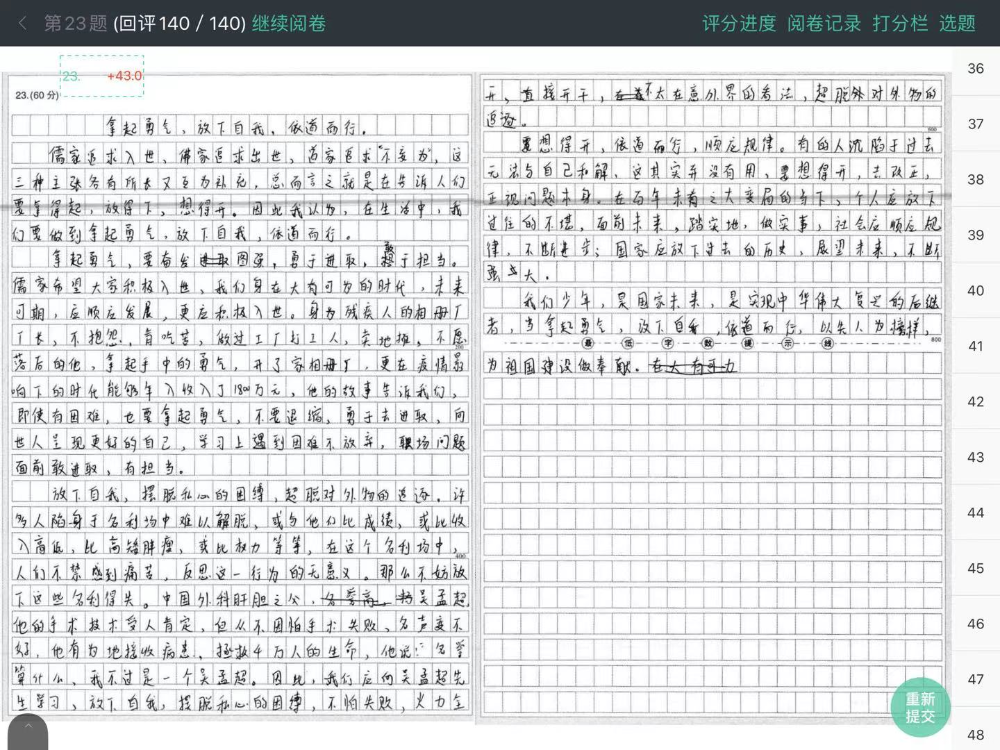 第23题 (回评140 / 140) 继续阅卷
评分进度 阅卷记录 打分栏 选题
23. +43.0
23.(60 分)
拿起勇气，放下自我，依道而行。
儒家追求入世，佛家追求出世，道家追求"不妄为"，这
三种主张各有所长又互为补充，总而言之就是在告诉人们
要拿得起，放得下，想得开。因此我认为，在生活中，我
们要做到拿起勇气，放下自我，依道而行。
拿起勇气，要奋发图强，勇于进取，敢于担当。
儒家希望大家积极入世，我们身在大有可为的时代，未来
可期，应顺应发展，更应积极入世。身为残疾人的相册厂
厂长，不抱怨，肯吃苦，做过工厂打工人，卖地摊，不愿
200
落后的他，拿起手中的勇气，开了家相册厂，更在疫情影
响下的时代能够年入收入了1800万元，他的故事告诉我们，
即使有困难，也要拿起勇气，不要退缩，勇于去进取，向
世人呈现更好的自己，学习上遇到困难不放弃，职场问题
面前敢进取，有担当。
放下自我，摆脱私心的困缚，超脱对外物的追逐。许
多人陷身于名利场中难以解脱，或与他们比成绩，或比收
入高低，比高矮胖瘦，或比权力等等，在这个名利场中，
400
人们不禁感到痛苦，反思这一行为的无意义。那么不妨放
下这些名利得失。中国外科肝胆之父，吴孟超，
他的手术技术受人肯定，但从不因怕手术失败，名声变不
好，他有为地接收病患，拯救4万人的生命，他说："名誉
算什么，我不过是一个吴孟超。因此，我们应向吴孟超先
生学习，放下自我，摆脱私心的困缚，不怕失败，火力全
开，直接开干，不太在意外界的看法，超脱对外物的
追逐。
600
要想得开，依道而行，顺应规律。有的人沉陷于过去
无法与自己和解，这其实并没有用，要想得开，去改正，
正视问题本身。在百年未有之大变局的当下，个人应放下
过往的不堪，面前未来，踏实地，做实事，社会应顺应规
律，不断进步；国家应放下过去的历史，展望未来，不断
强大。
我们少年，是国家未来，是实现中华伟大复兴的后继
者，当拿起勇气，放下自我，依道而行，以先人为榜样，
800
最低字数提示线
为祖国建设做奉献。
36
37
38
39
40
41
42
43
44
45
46
47
48
重新
提交